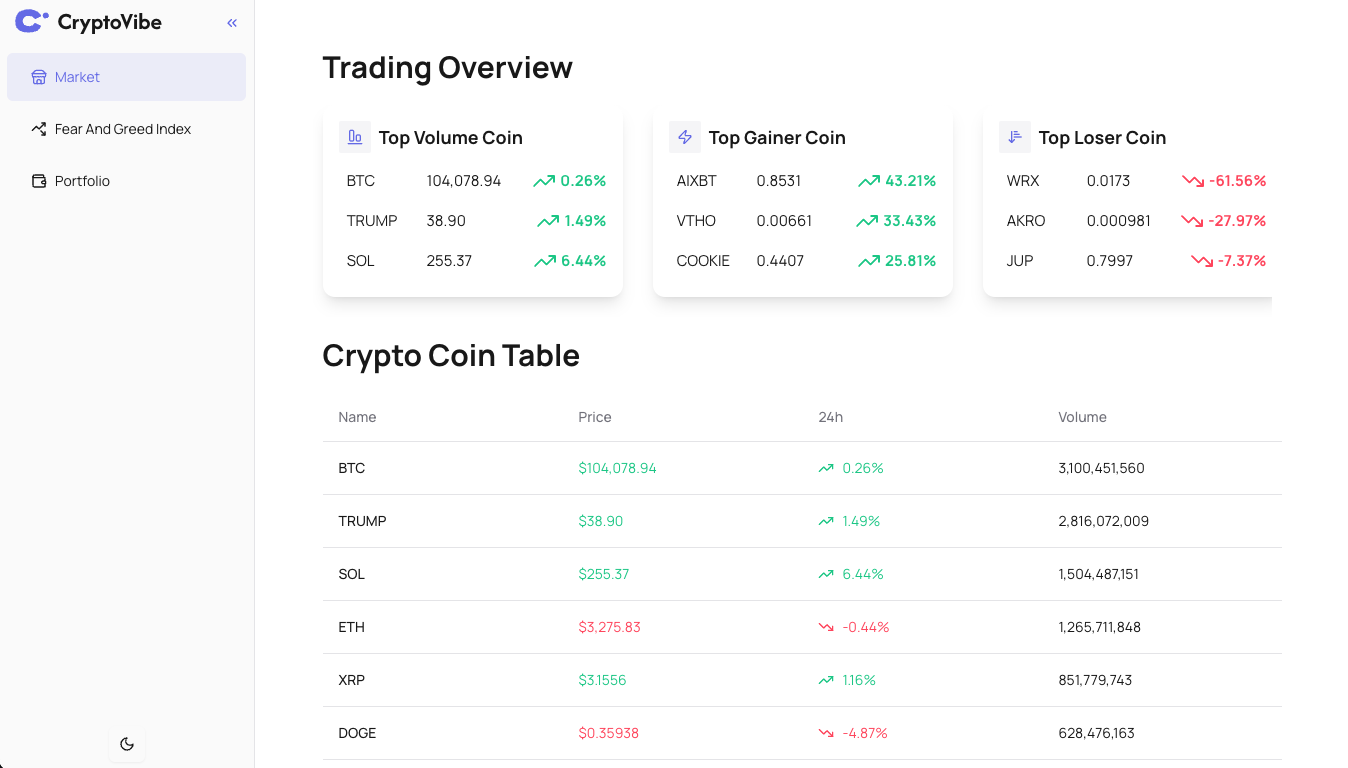 CryptoVibe
Market
Fear And Greed Index
Portfolio
Trading Overview
Top Volume Coin
BTC 104,078.94 0.26%
TRUMP 38.90 1.49%
SOL 255.37 6.44%
Top Gainer Coin
AIXBT 0.8531 43.21%
VTHO 0.00661 33.43%
COOKIE 0.4407 25.81%
Top Loser Coin
WRX 0.0173 -61.56%
AKRO 0.000981 -27.97%
JUP 0.7997 -7.37%
Crypto Coin Table
Name Price 24h Volume
BTC $104,078.94 0.26% 3,100,451,560
TRUMP $38.90 1.49% 2,816,072,009
SOL $255.37 6.44% 1,504,487,151
ETH $3,275.83 -0.44% 1,265,711,848
XRP $3.1556 1.16% 851,779,743
DOGE $0.35938 -4.87% 628,476,163